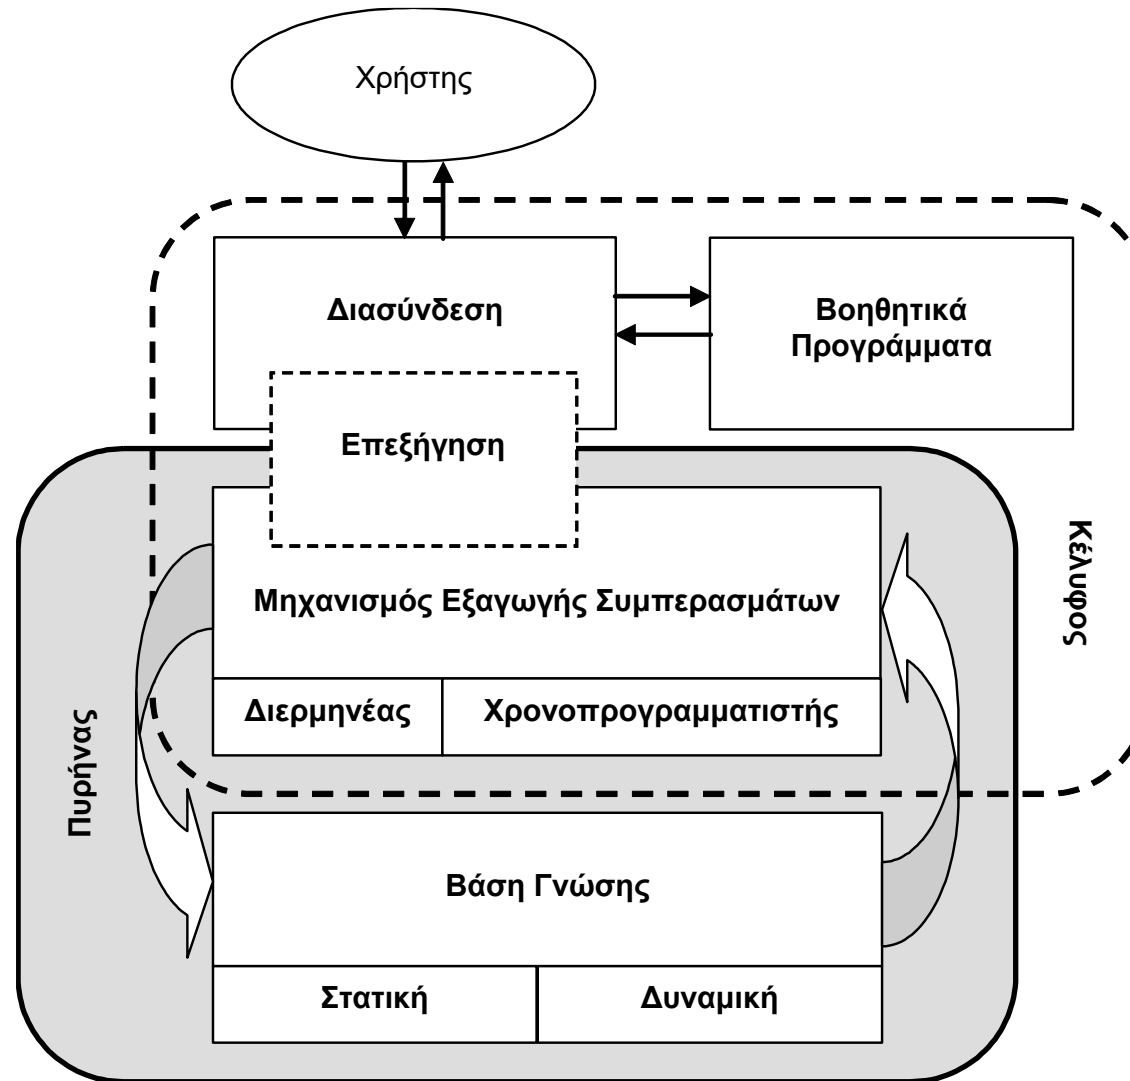 Χρήστης
Διασύνδεση
Βοηθητικά
Προγράμματα
Επεξήγηση
Κέλυφος
Μηχανισμός Εξαγωγής Συμπερασμάτων
Διερμηνέας
Χρονοπρογραμματιστής
Πυρήνας
Βάση Γνώσης
Στατική
Δυναμική